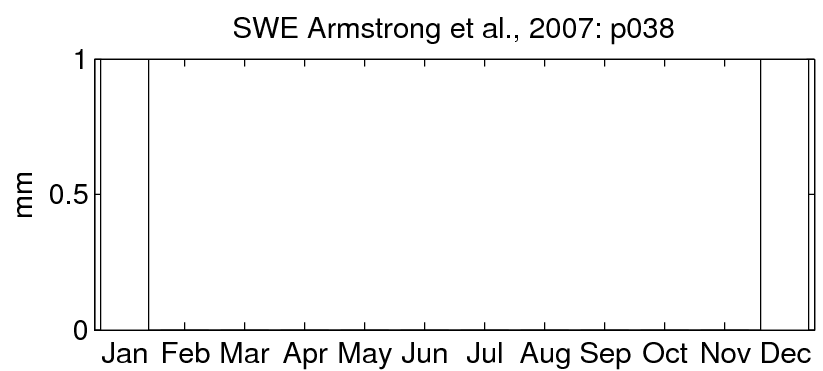 SWE Armstrong et al., 2007: p038
1
0.5
0
mm
Jan Feb Mar Apr May Jun Jul Aug Sep Oct Nov Dec